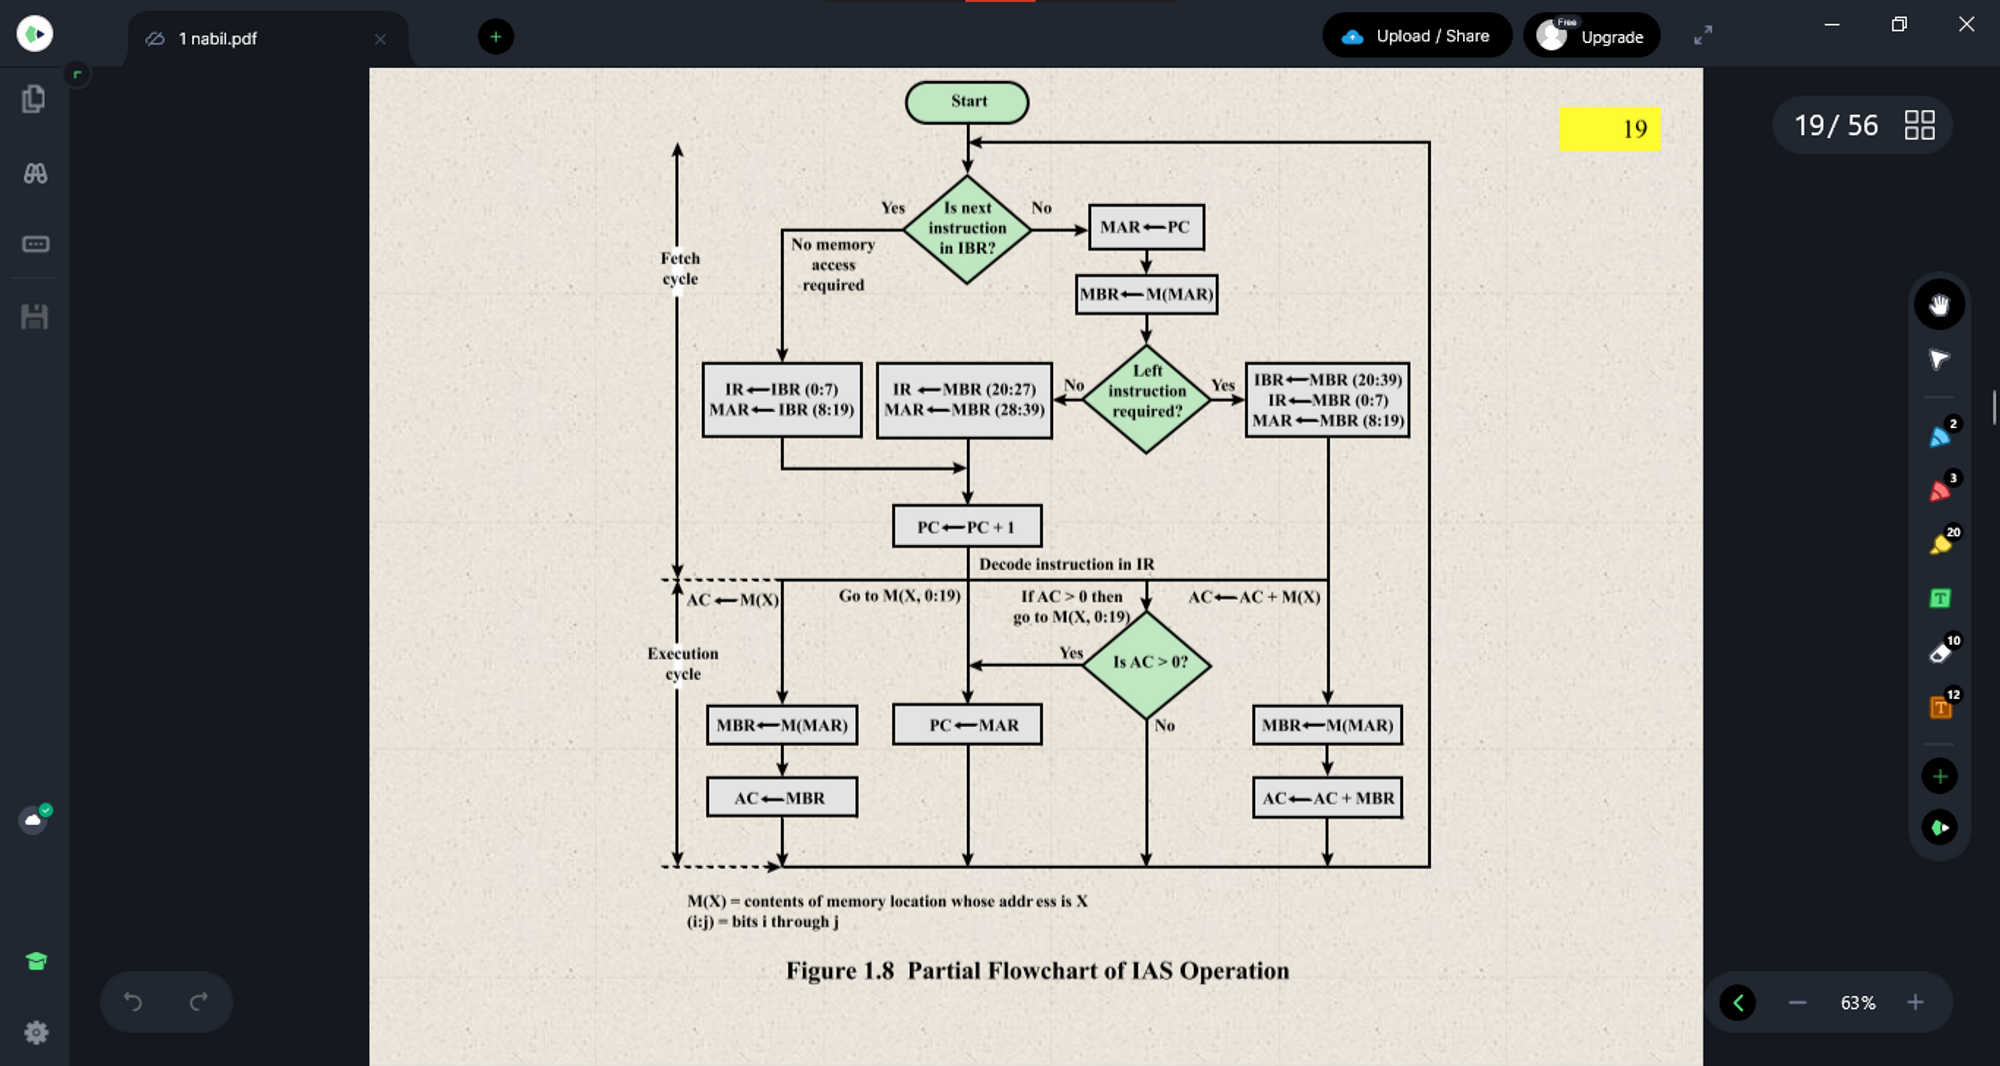 1 nabil.pdf
Upload / Share
Free
Upgrade
19
19/ 56
Start
Yes
Is next
instruction
in IBR?
No
MAR ← PC
No memory
access
required
Fetch
cycle
MBR ← M(MAR)
IR ← IBR (0:7)
MAR ← IBR (8:19)
IR ← MBR (20:27)
MAR ← MBR (28:39)
No
Left
instruction
required?
Yes
IBR ← MBR (20:39)
IR ← MBR (0:7)
MAR ← MBR (8:19)
PC ← PC + 1
Decode instruction in IR
AC ← M(X)
Go to M(X, 0:19)
If AC > 0 then
go to M(X, 0:19)
AC ← AC + M(X)
Execution
cycle
Yes
Is AC > 0?
No
MBR ← M(MAR)
PC ← MAR
MBR ← M(MAR)
AC ← MBR
AC ← AC + MBR
M(X) = contents of memory location whose addr ess is X
(i:j) = bits i through j
Figure 1.8 Partial Flowchart of IAS Operation
2
3
20
T
10
12
T
63%